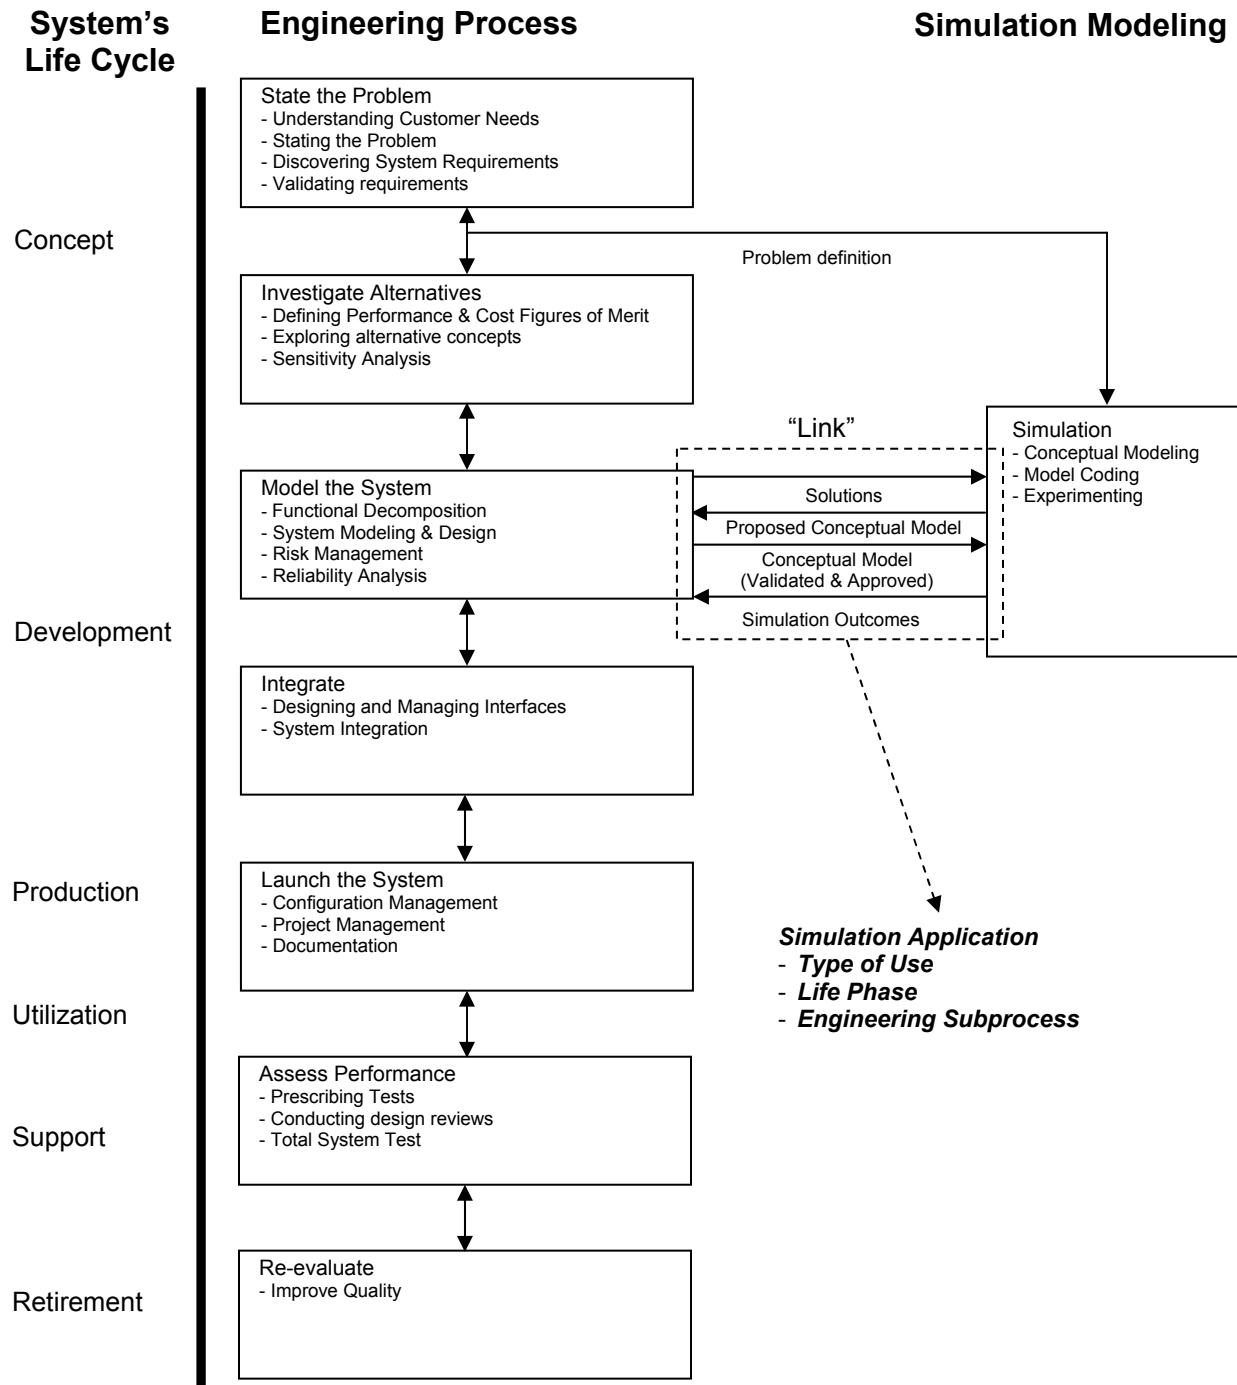 System's
Life Cycle
Engineering Process
Simulation Modeling
State the Problem
- Understanding Customer Needs
- Stating the Problem
- Discovering System Requirements
- Validating requirements
Concept
Problem definition
Investigate Alternatives
- Defining Performance & Cost Figures of Merit
- Exploring alternative concepts
- Sensitivity Analysis
“Link”
Simulation
- Conceptual Modeling
- Model Coding
- Experimenting
Model the System
- Functional Decomposition
- System Modeling & Design
- Risk Management
- Reliability Analysis
Solutions
Proposed Conceptual Model
Conceptual Model
(Validated & Approved)
Simulation Outcomes
Development
Integrate
- Designing and Managing Interfaces
- System Integration
Production
Launch the System
- Configuration Management
- Project Management
- Documentation
Simulation Application
- Type of Use
- Life Phase
- Engineering Subprocess
Utilization
Assess Performance
- Prescribing Tests
- Conducting design reviews
- Total System Test
Support
Re-evaluate
- Improve Quality
Retirement